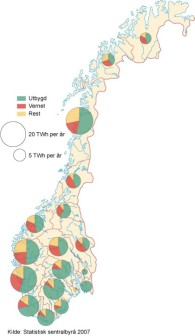 Utbygd
Vernet
Rest
20 TWh per år
5 TWh per år
Kilde: Statistisk sentralbyrå 2007